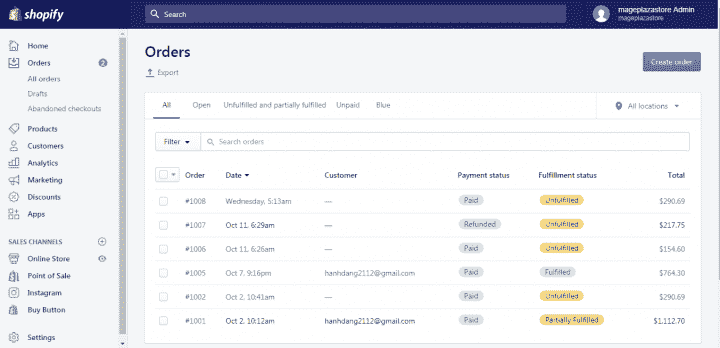 shopify
Search
mageplazastore Admin
mageplazastore
Home
Orders 2
All orders
Drafts
Abandoned checkouts
Products
Customers
Analytics
Marketing
Discounts
Apps
SALES CHANNELS
Online Store
Point of Sale
Instagram
Buy Button
Settings
Orders
Export
Create order
All Open Unfulfilled and partially fulfilled Unpaid Blue All locations
Filter Search orders
Order Date Customer Payment status Fulfillment status Total
#1008 Wednesday, 5:13am — Paid Unfulfilled $290.69
#1007 Oct 11, 6:29am — Refunded Unfulfilled $217.75
#1006 Oct 11, 6:26am — Paid Unfulfilled $154.60
#1005 Oct 7, 9:16pm hanhdang2112@gmail.com Paid Fulfilled $764.30
#1002 Oct 2, 10:41am — Paid Unfulfilled $290.69
#1001 Oct 2, 10:12am hanhdang2112@gmail.com Paid Partially Fulfilled $1,112.70